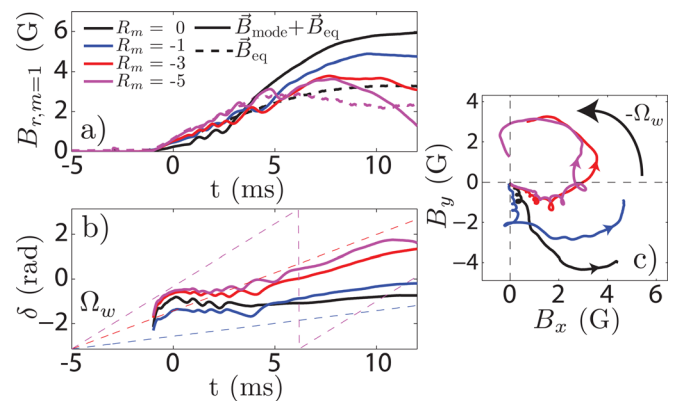 B_{r,m=1} (G)
6
4
2
0
R_m = 0
R_m = -1
R_m = -3
R_m = -5
B⃗_mode + B⃗_eq
B⃗_eq
a)
-5 0 5 10
t (ms)
δ (rad)
2
0
-2
b)
Ω_w
-5 0 5 10
t (ms)
B_y (G)
4
2
0
-2
-4
-Ω_w
c)
0 2 4 6
B_x (G)